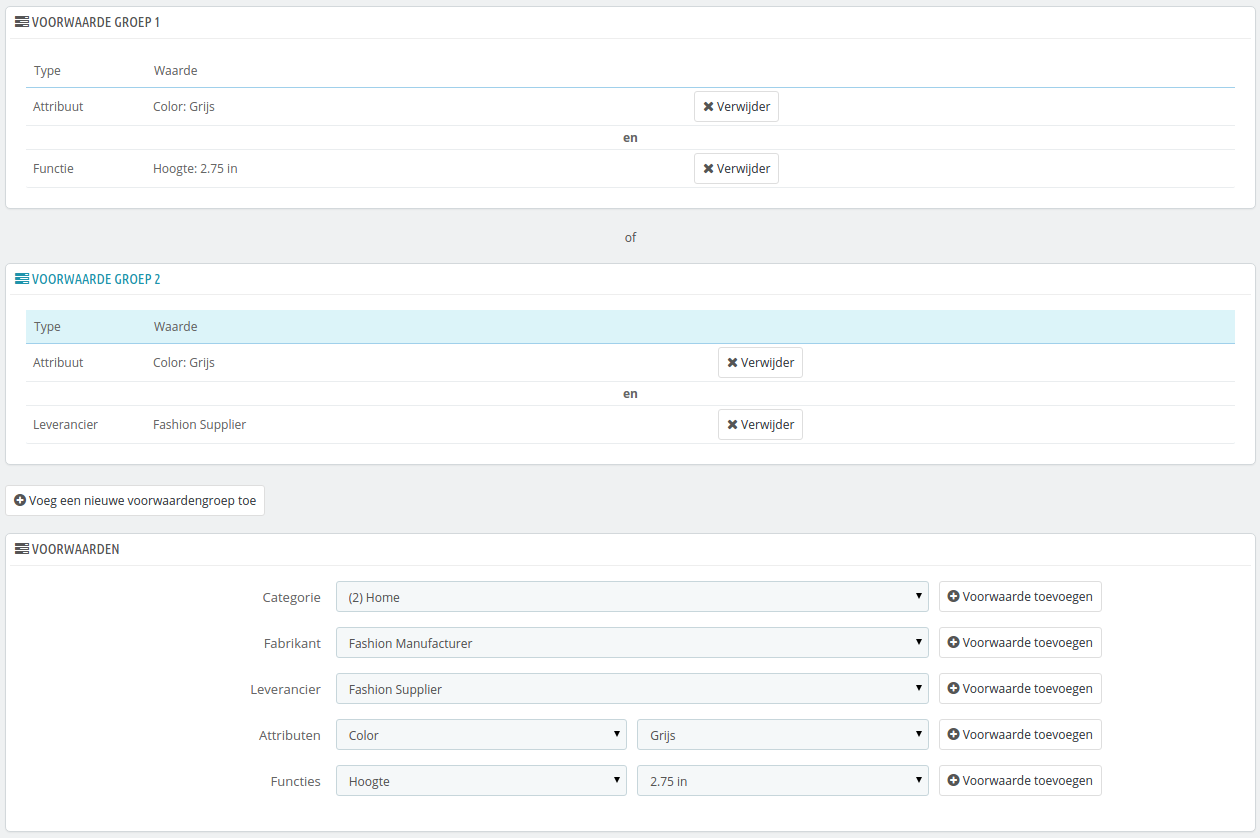 VOORWAARDE GROEP 1
Type Waarde
Attribuut Color: Grijs Verwijder
en
Functie Hoogte: 2.75 in Verwijder
of
VOORWAARDE GROEP 2
Type Waarde
Attribuut Color: Grijs Verwijder
en
Leverancier Fashion Supplier Verwijder
Voeg een nieuwe voorwaardengroep toe
VOORWAARDEN
Categorie (2) Home Voorwaarde toevoegen
Fabrikant Fashion Manufacturer Voorwaarde toevoegen
Leverancier Fashion Supplier Voorwaarde toevoegen
Attributen Color Grijs Voorwaarde toevoegen
Functies Hoogte 2.75 in Voorwaarde toevoegen